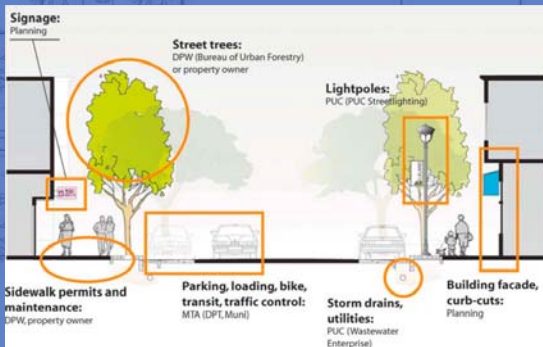 Signage:
Planning
Street trees:
DPW (Bureau of Urban Forestry)
or property owner
Lightpoles:
PUC (PUC Streetlighting)
Sidewalk permits and
maintenance:
DPW, property owner
Parking, loading, bike,
transit, traffic control:
MTA (DPT, Muni)
Storm drains,
utilities:
PUC (Wastewater
Enterprise)
Building facade,
curb-cuts:
Planning